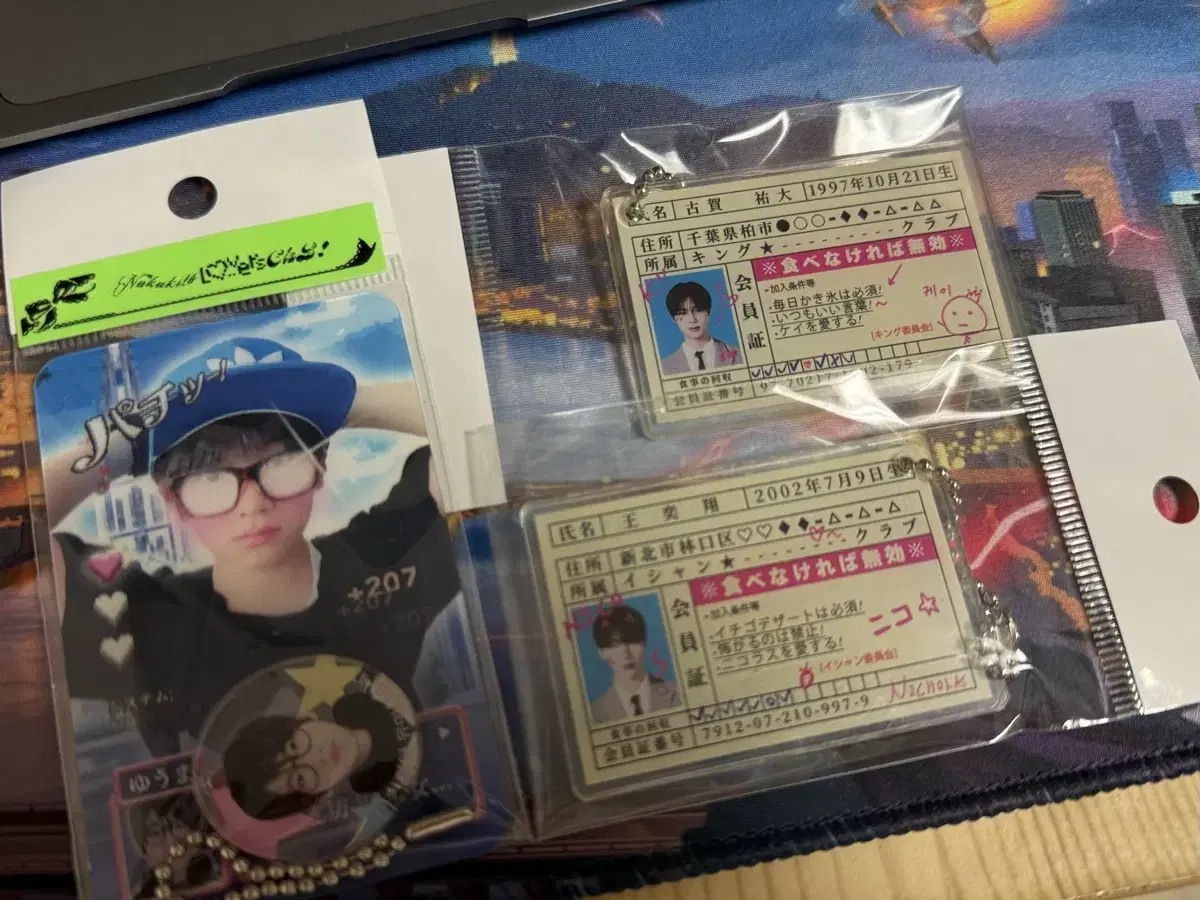 Nakakita Lovers Club!
パチッ!
+207
+207
ゆうま
氏名 古賀 祐大 1997年10月21日生
住所 千葉県柏市●○○-◆◆-△-△△
所属 キング★---------クラブ
会員証
※食べなければ無効※
・加入条件等
・毎日かき氷は必須!
・いつもいい言葉!
・ケイを愛する!
[キング委員会]
食事の回収
会員証番号
氏名 王 奕 翔 2002年7月9日生
住所 新北市林口区♡♡◆◆-△-△-△
所属 イシャン★---------クラブ
会員証
※食べなければ無効※
・加入条件等
・イチゴデザートは必須!
・怖がるのは禁止!
・ニコラスを愛する!
ニコ☆
[イシャン委員会]
NICHOLAS
食事の回収
会員証番号 7912-07-210-997-9